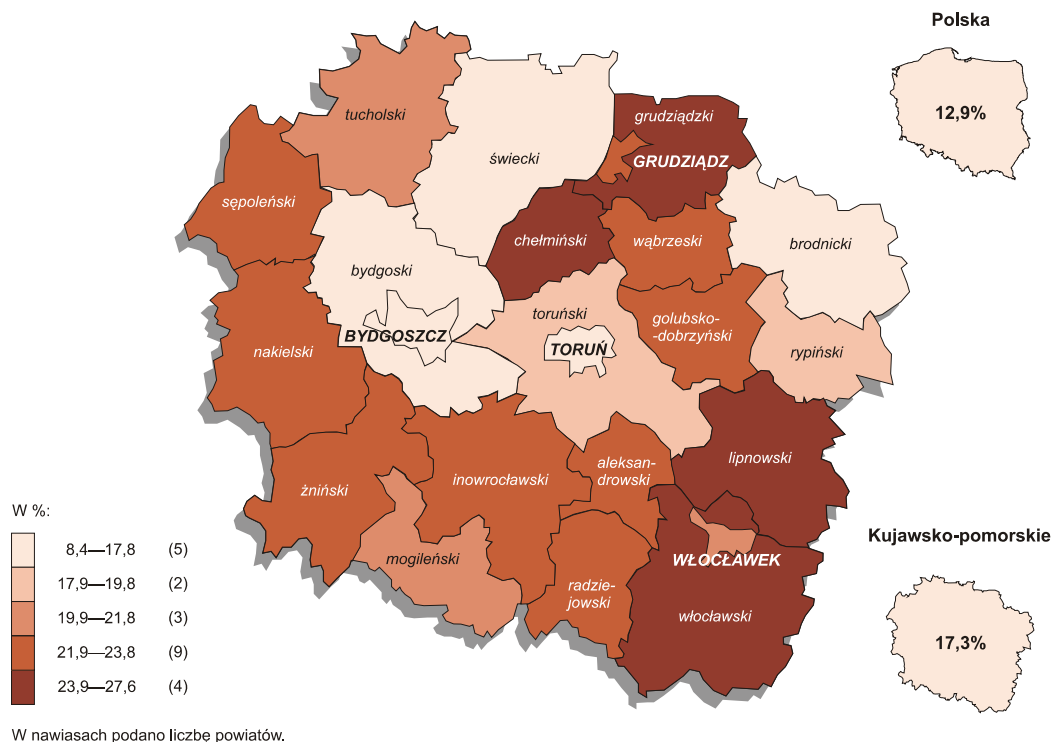 Polska
12,9%
tucholski
grudziądzki
świecki
GRUDZIĄDZ
sępoleński
chełmiński
wąbrzeski
brodnicki
bydgoski
toruński
golubsko-
-dobrzyński
BYDGOSZCZ
TORUŃ
nakielski
rypiński
lipnowski
aleksan-
drowski
inowrocławski
żniński
W %:
8,4—17,8 (5)
17,9—19,8 (2)
19,9—21,8 (3)
21,9—23,8 (9)
23,9—27,6 (4)
mogileński
radzie-
jowski
WŁOCŁAWEK
włocławski
Kujawsko-pomorskie
17,3%
W nawiasach podano liczbę powiatów.